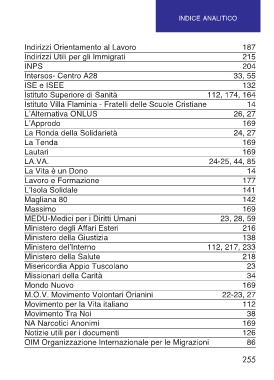 INDICE ANALITICO
Indirizzi Orientamento al Lavoro 187
Indirizzi Utili per gli Immigrati 215
INPS 204
Intersos- Centro A28 33, 55
ISE e ISEE 132
Istituto Superiore di Sanità 112, 174, 164
Istituto Villa Flaminia - Fratelli delle Scuole Cristiane 14
L'Alternativa ONLUS 26, 27
L'Approdo 169
La Ronda della Solidarietà 24, 27
La Tenda 169
Lautari 169
LA.VA. 24-25, 44, 85
La Vita è un Dono 14
Lavoro e Formazione 177
L'Isola Solidale 141
Magliana 80 142
Massimo 169
MEDU-Medici per i Diritti Umani 23, 28, 59
Ministero degli Affari Esteri 216
Ministero della Giustizia 138
Ministero dell'Interno 112, 217, 233
Ministero della Salute 218
Misericordia Appio Tuscolano 23
Missionari della Carità 34
Mondo Nuovo 169
M.O.V. Movimento Volontari Orianini 22-23, 27
Movimento per la Vita italiano 112
Movimento Tra Noi 38
NA Narcotici Anonimi 169
Notizie utili per i documenti 126
OIM Organizzazione Internazionale per le Migrazioni 86
255